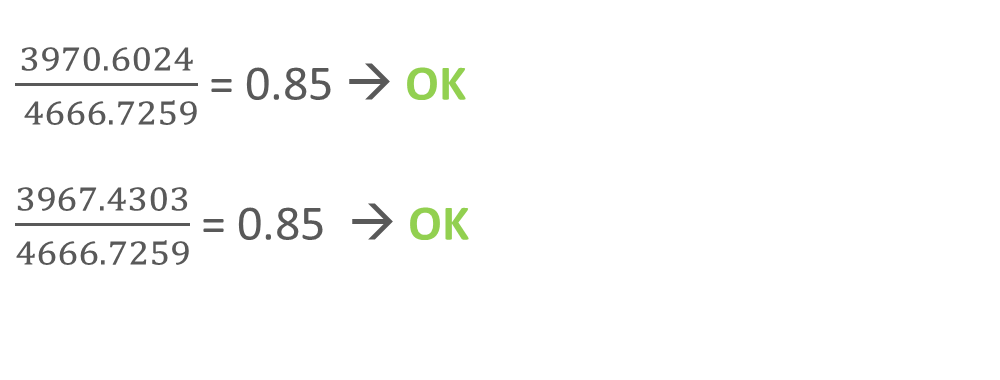 3970.6024
4666.7259 = 0.85 → OK
3967.4303
4666.7259 = 0.85 → OK